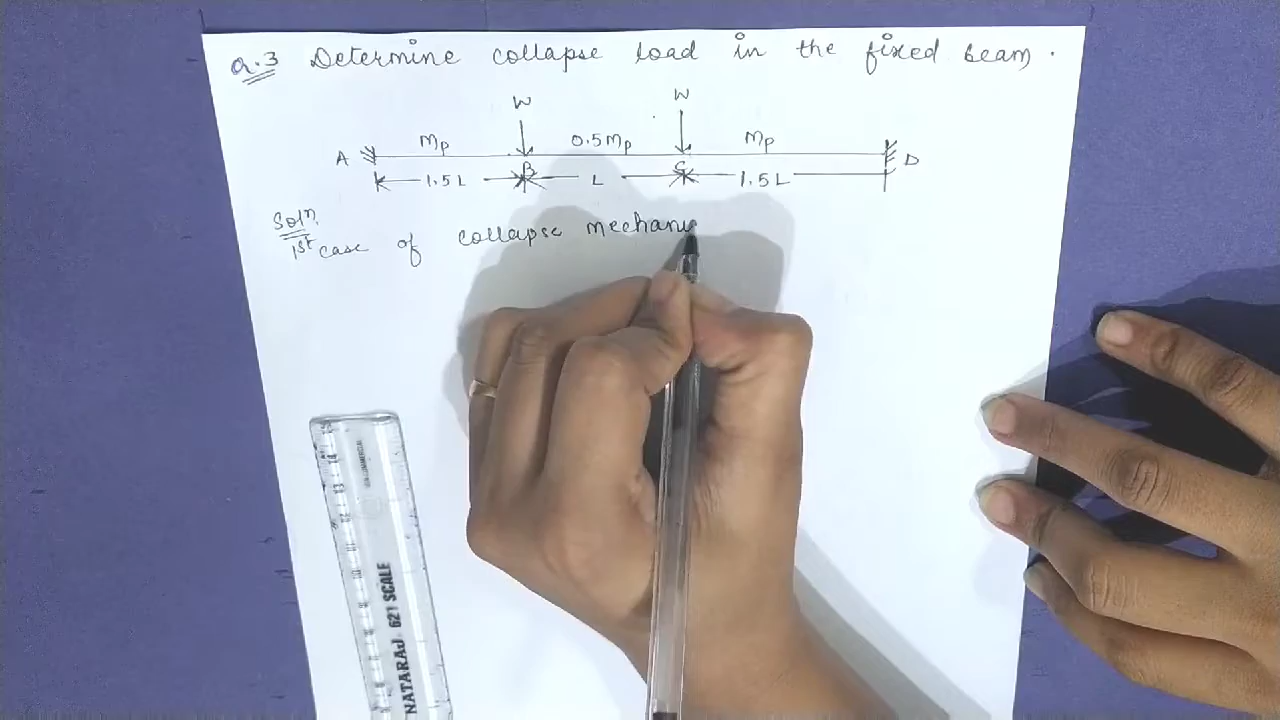 Q.3 Determine collapse load in the fixed beam.
W W
A Mp 0.5Mp Mp D
B C
1.5L L 1.5L
Soln.
1st case of collapse mechani
NATARAJ 621 SCALE